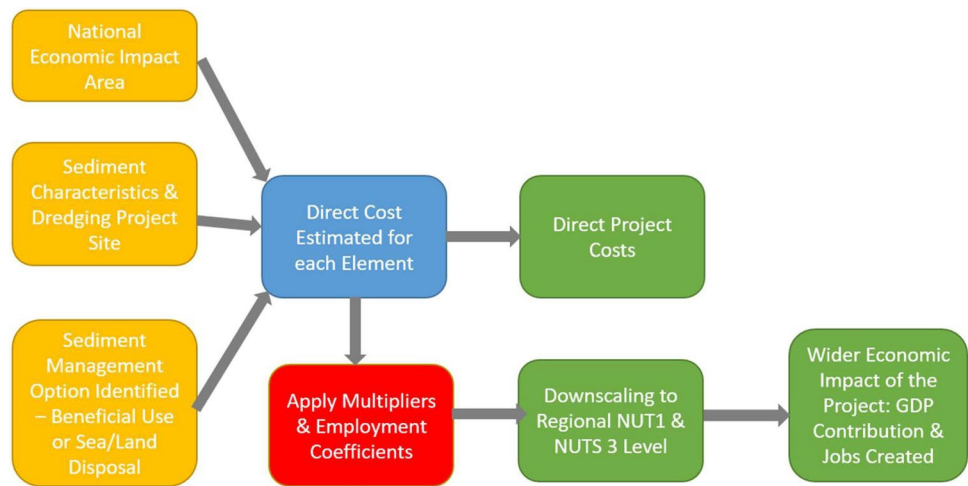 National
Economic Impact
Area
Sediment
Characteristics &
Dredging Project
Site
Sediment
Management
Option Identified
– Beneficial Use
or Sea/Land
Disposal
Direct Cost
Estimated for
each Element
Direct Project
Costs
Apply Multipliers
& Employment
Coefficients
Downscaling to
Regional NUT1 &
NUTS 3 Level
Wider Economic
Impact of the
Project: GDP
Contribution &
Jobs Created